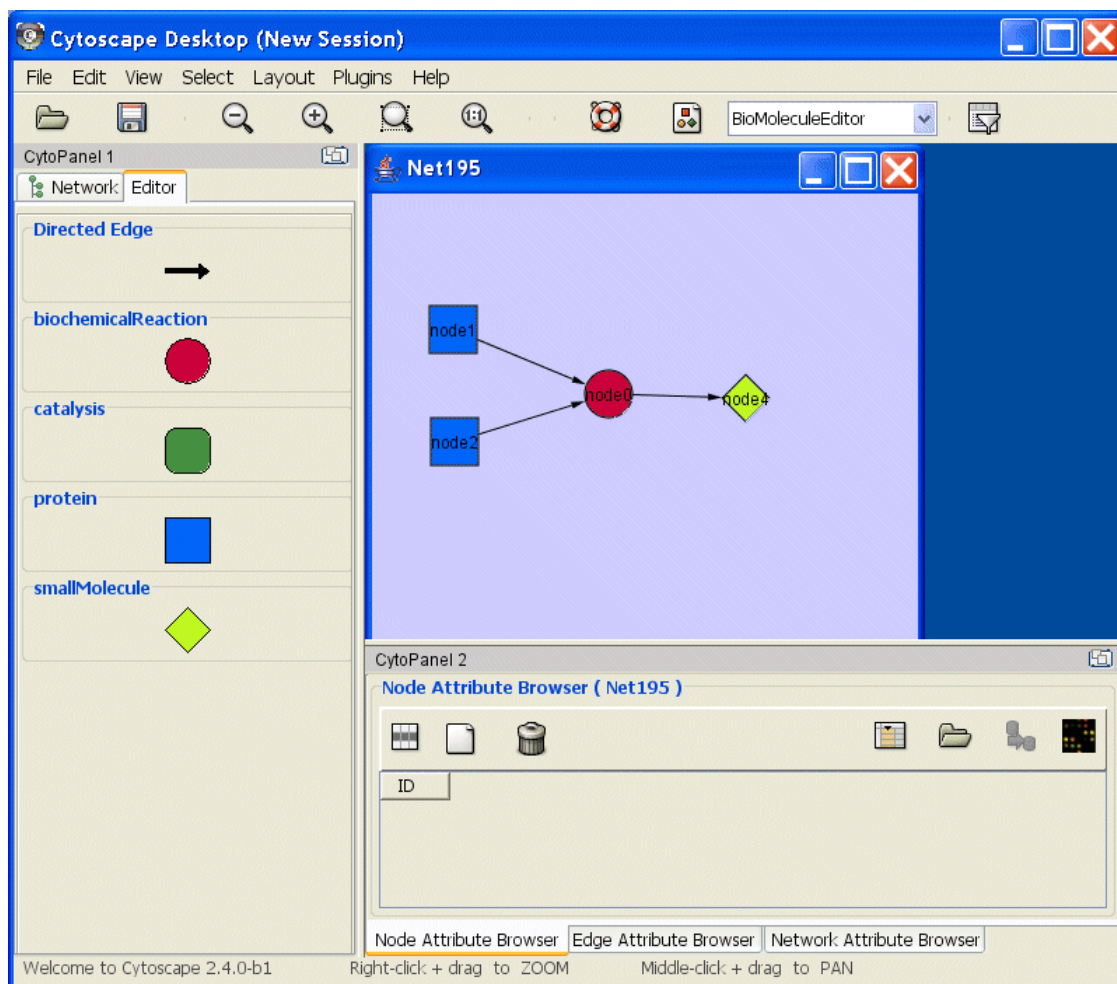 Cytoscape Desktop (New Session)
File Edit View Select Layout Plugins Help
1:1
BioMoleculeEditor
CytoPanel 1
Network Editor
Directed Edge
biochemicalReaction
catalysis
protein
smallMolecule
Net195
node1
node0
node4
node2
CytoPanel 2
Node Attribute Browser ( Net195 )
ID
Node Attribute Browser Edge Attribute Browser Network Attribute Browser
Welcome to Cytoscape 2.4.0-b1 Right-click + drag to ZOOM Middle-click + drag to PAN